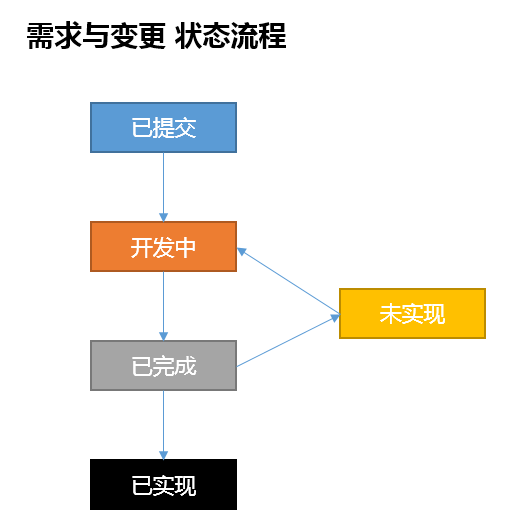 需求与变更 状态流程
已提交
开发中
未实现
已完成
已实现